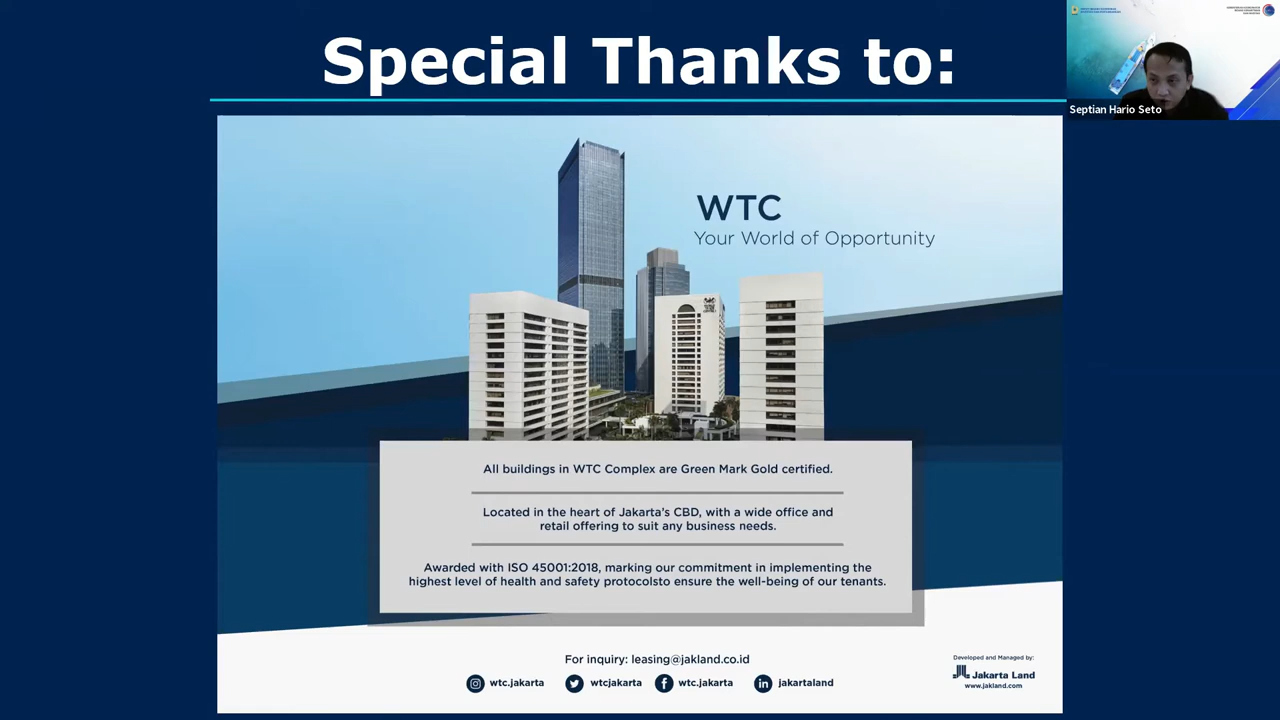 Special Thanks to:
Septian Hario Seto
WTC
Your World of Opportunity
All buildings in WTC Complex are Green Mark Gold certified.
Located in the heart of Jakarta's CBD, with a wide office and
retail offering to suit any business needs.
Awarded with ISO 45001:2018, marking our commitment in implementing the
highest level of health and safety protocolsto ensure the well-being of our tenants.
For inquiry: leasing@jakland.co.id
wtc.jakarta
wtcjakarta
wtc.jakarta
jakartaland
Developed and Managed by:
Jakarta Land
www.jakland.com